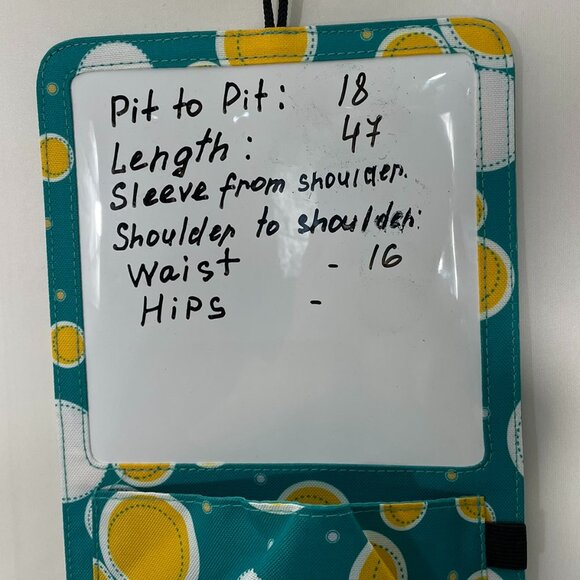 Pit to Pit: 18
Length: 47
Sleeve from shoulder.
Shoulder to shoulder:
Waist - 16
Hips -